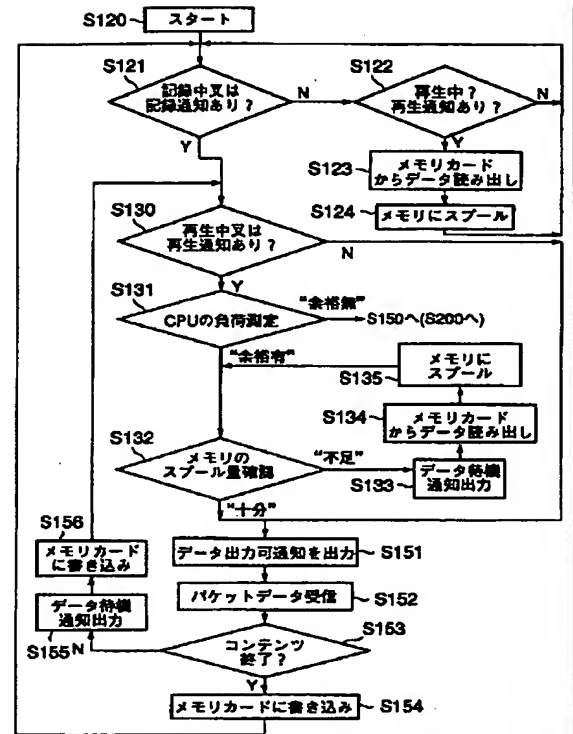 S120
スタート
S121
記録中又は
記録通知あり？
N
Y
S122
再生中？
再生通知あり？
N
Y
S123
メモリカード
からデータ読み出し
S124
メモリにスプール
S130
再生中又は
再生通知あり？
N
Y
S131
CPUの負荷測定
“余裕無”
S150へ(S200へ)
“余裕有”
メモリに
スプール
S135
S134
メモリカード
からデータ読み出し
S132
メモリの
スプール量確認
“不足”
データ待機
通知出力
S133
“十分”
S156
メモリカード
に書き込み
データ出力可通知を出力
S151
パケットデータ受信
S152
データ待機
通知出力
S155
N
S153
コンテンツ
終了？
Y
メモリカードに書き込み
S154